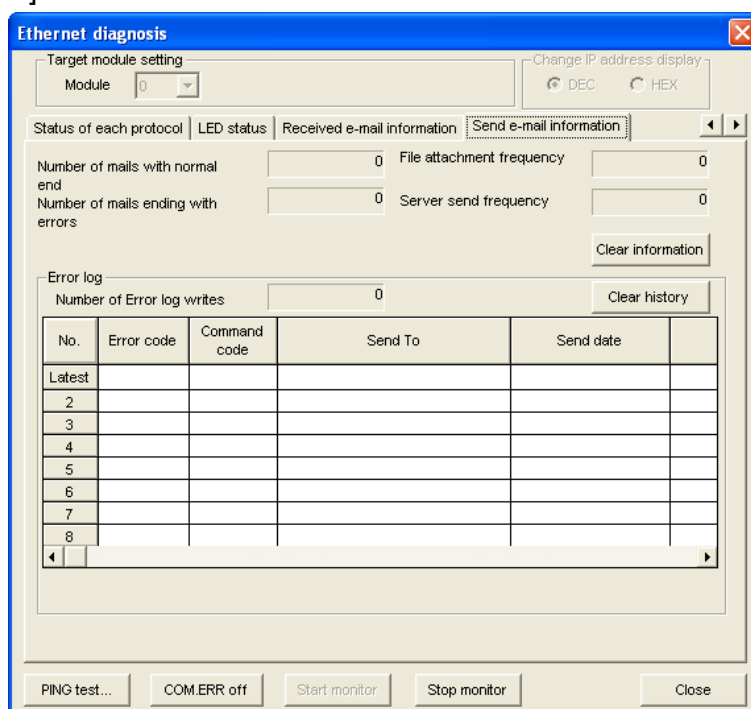 Ethernet diagnosis
Target module setting
Module 0
Change IP address display
DEC HEX
Status of each protocol LED status Received e-mail information Send e-mail information
Number of mails with normal end 0 File attachment frequency 0
Number of mails ending with errors 0 Server send frequency 0
Clear information
Error log
Number of Error log writes 0 Clear history
No. Error code Command code Send To Send date
Latest
2
3
4
5
6
7
8
PING test... COM.ERR off Start monitor Stop monitor Close